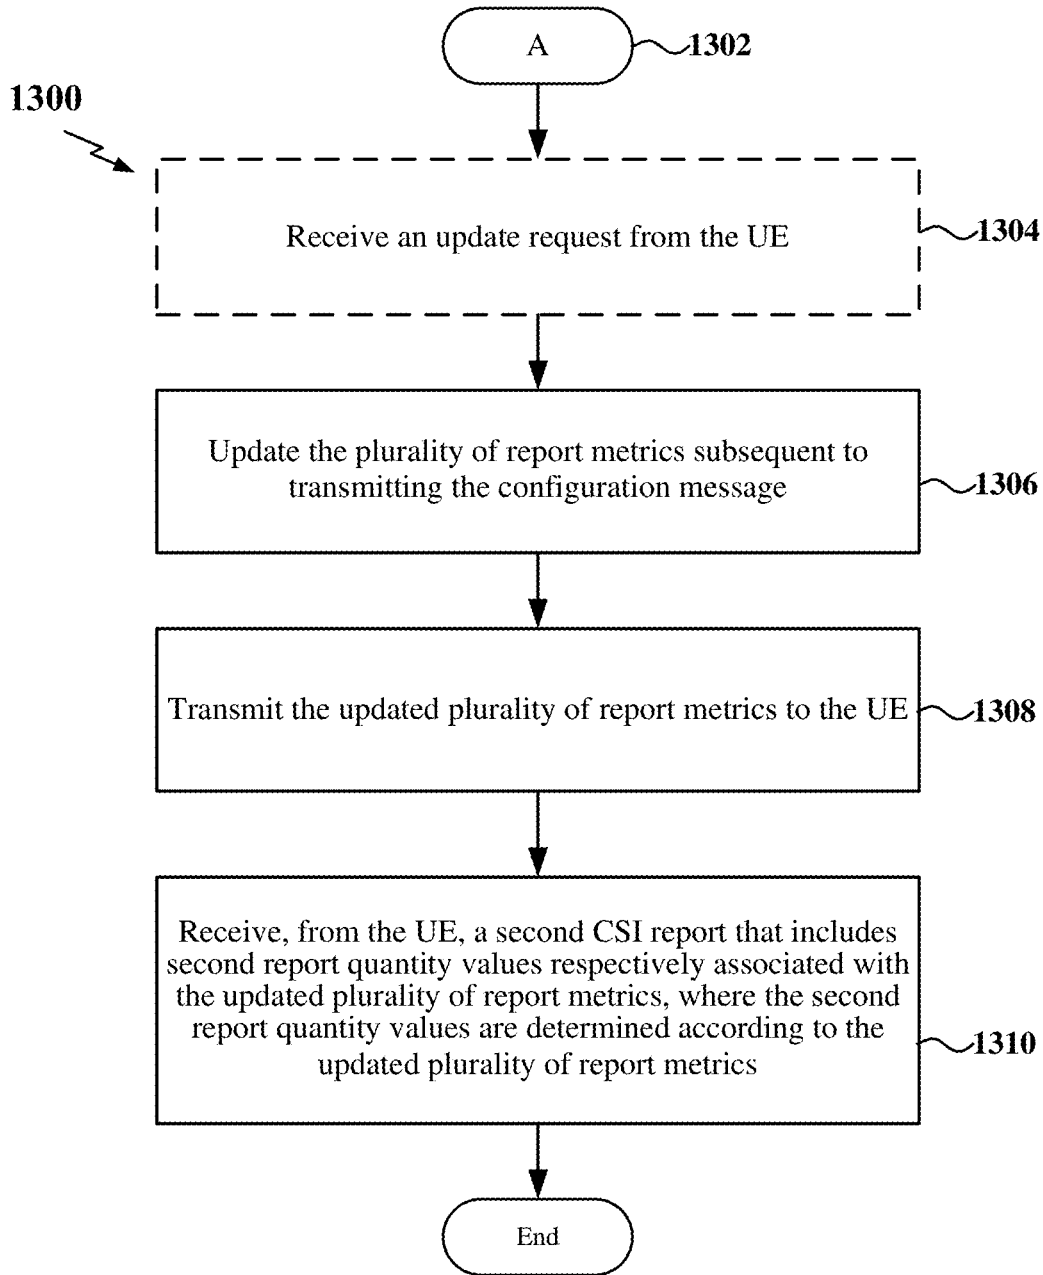 A
1302
1300
Receive an update request from the UE
1304
Update the plurality of report metrics subsequent to
transmitting the configuration message
1306
Transmit the updated plurality of report metrics to the UE
1308
Receive, from the UE, a second CSI report that includes
second report quantity values respectively associated with
the updated plurality of report metrics, where the second
report quantity values are determined according to the
updated plurality of report metrics
1310
End